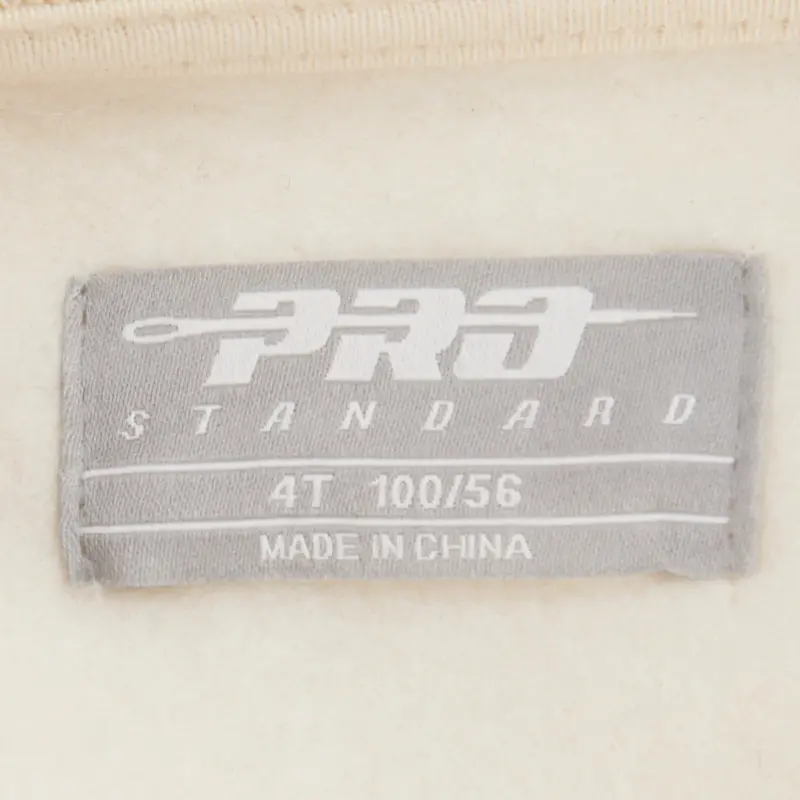 PRO
STANDARD
4T 100/56
MADE IN CHINA